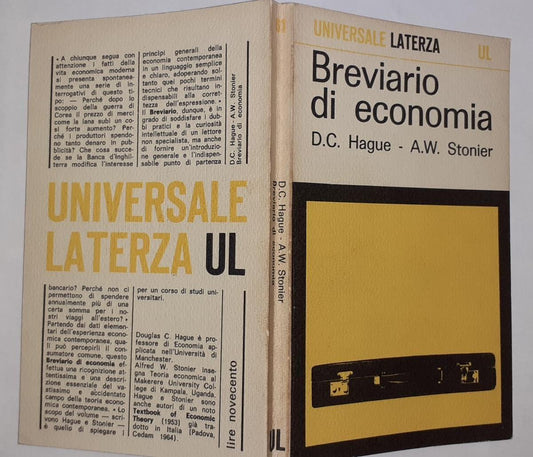 « A chiunque segua con
attenzione i fatti della
vita economica moderna
si presenta spontanea-
mente una serie di in-
terrogativi di questo ti-
po: — Perché dopo lo
scoppio della guerra di
Corea il prezzo di merci
come la lana subì un co-
sì forte aumento? Per-
ché i produttori spendo-
no tanto denaro in pub-
blicità? Che cosa succe-
de se la Banca d'Inghil-
terra modifica l'interesse
principi generali della
economia contemporanea
in un linguaggio semplice
e chiaro, adoperando sol-
tanto quei pochi termini
tecnici che risultano in-
dispensabili alla corret-
tezza dell'espressione. »
Il Breviario, dunque, è in
grado di soddisfare i dub-
bi pratici e la curiosità
intellettuale di un lettore
non specialista, ma anche
di fornire un'introduzio-
ne generale e l'indispen-
sabile punto di partenza
D.C. Hague - A.W. Stonier
Breviario di economia
UNIVERSALE
LATERZA UL
bancario? Perché non ci
permettono di spendere
annualmente più di una
certa somma per i no-
stri viaggi all'estero? »
Partendo dai dati elemen-
tari dell'esperienza econo-
mica contemporanea, qua-
li può percepirli il con-
sumatore comune, questo
Breviario di economia ef-
fettua una ricognizione at-
tentissima e una descri-
zione essenziale del va-
stissimo e accidentato
campo della teoria econo-
mica contemporanea. « Lo
scopo del volume — scri-
vono Hague e Stonier —
è quello di spiegare i
per un corso di studi uni-
versitari.
Douglas C. Hague è pro-
fessore di Economia ap-
plicata nell'Università di
Manchester.
Alfred W. Stonier inse-
gna Teoria economica al
Makerere University Col-
lege di Kampala, Uganda.
Hague e Stonier sono
anche autori di un noto
Textbook of Economic
Theory (1953) già tra-
dotto in Italia (Padova,
Cedam 1964).
lire novecento
61
D.C. Hague - A.W. Stonier
Breviario di economia
UL
UNIVERSALE LATERZA UL
Breviario
di economia
D.C. Hague - A.W. Stonier